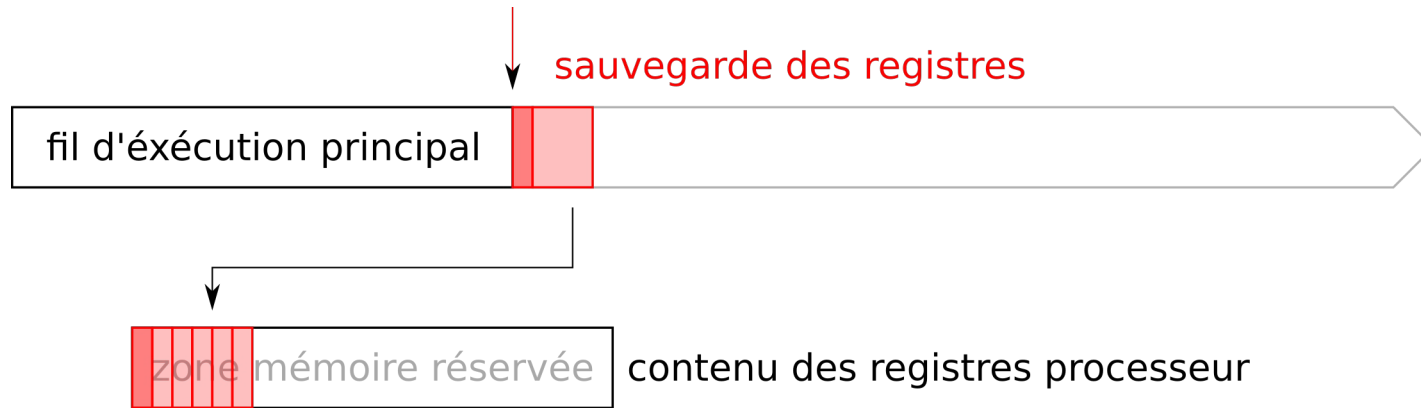 sauvegarde des registres
fil d'éxécution principal
zone mémoire réservée
contenu des registres processeur